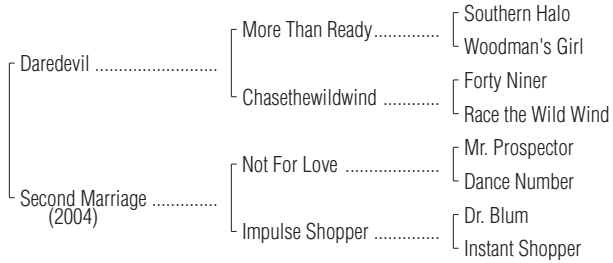 Southern Halo
More Than Ready..............
Woodman's Girl
Daredevil ..........................
Forty Niner
Chasethewildwind ............
Race the Wild Wind
Mr. Prospector
Not For Love ....................
Dance Number
Second Marriage ..............
(2004)
Dr. Blum
Impulse Shopper ..............
Instant Shopper